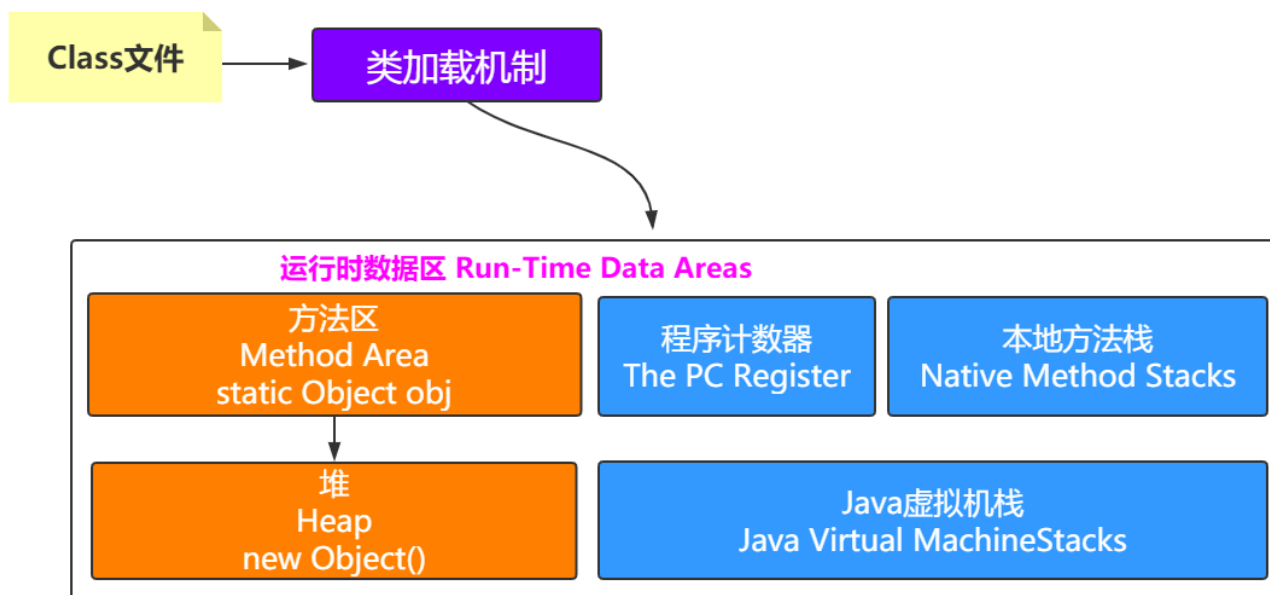 Class文件
类加载机制
运行时数据区 Run-Time Data Areas
方法区
Method Area
static Object obj
程序计数器
The PC Register
本地方法栈
Native Method Stacks
堆
Heap
new Object()
Java虚拟机栈
Java Virtual MachineStacks